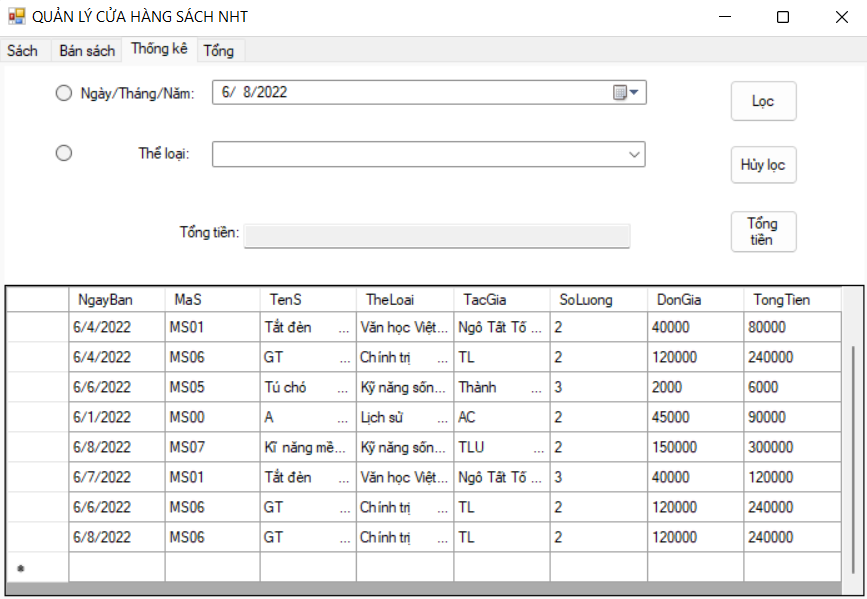 QUẢN LÝ CỬA HÀNG SÁCH NHT
Sách Bán sách Thống kê Tổng
Ngày/Tháng/Năm: 6/ 8/2022 Lọc
Thể loại: Hủy lọc
Tổng tiền: Tổng tiền
NgayBan MaS TenS TheLoai TacGia SoLuong DonGia TongTien
6/4/2022 MS01 Tắt đèn ... Văn học Việt... Ngô Tất Tố ... 2 40000 80000
6/4/2022 MS06 GT ... Chính trị ... TL 2 120000 240000
6/6/2022 MS05 Tú chó ... Kỹ năng sốn... Thành ... 3 2000 6000
6/1/2022 MS00 A ... Lịch sử ... AC 2 45000 90000
6/8/2022 MS07 Kĩ năng mề... Kỹ năng sốn... TLU ... 2 150000 300000
6/7/2022 MS01 Tắt đèn ... Văn học Việt... Ngô Tất Tố ... 3 40000 120000
6/6/2022 MS06 GT ... Chính trị ... TL 2 120000 240000
6/8/2022 MS06 GT ... Chính trị ... TL 2 120000 240000